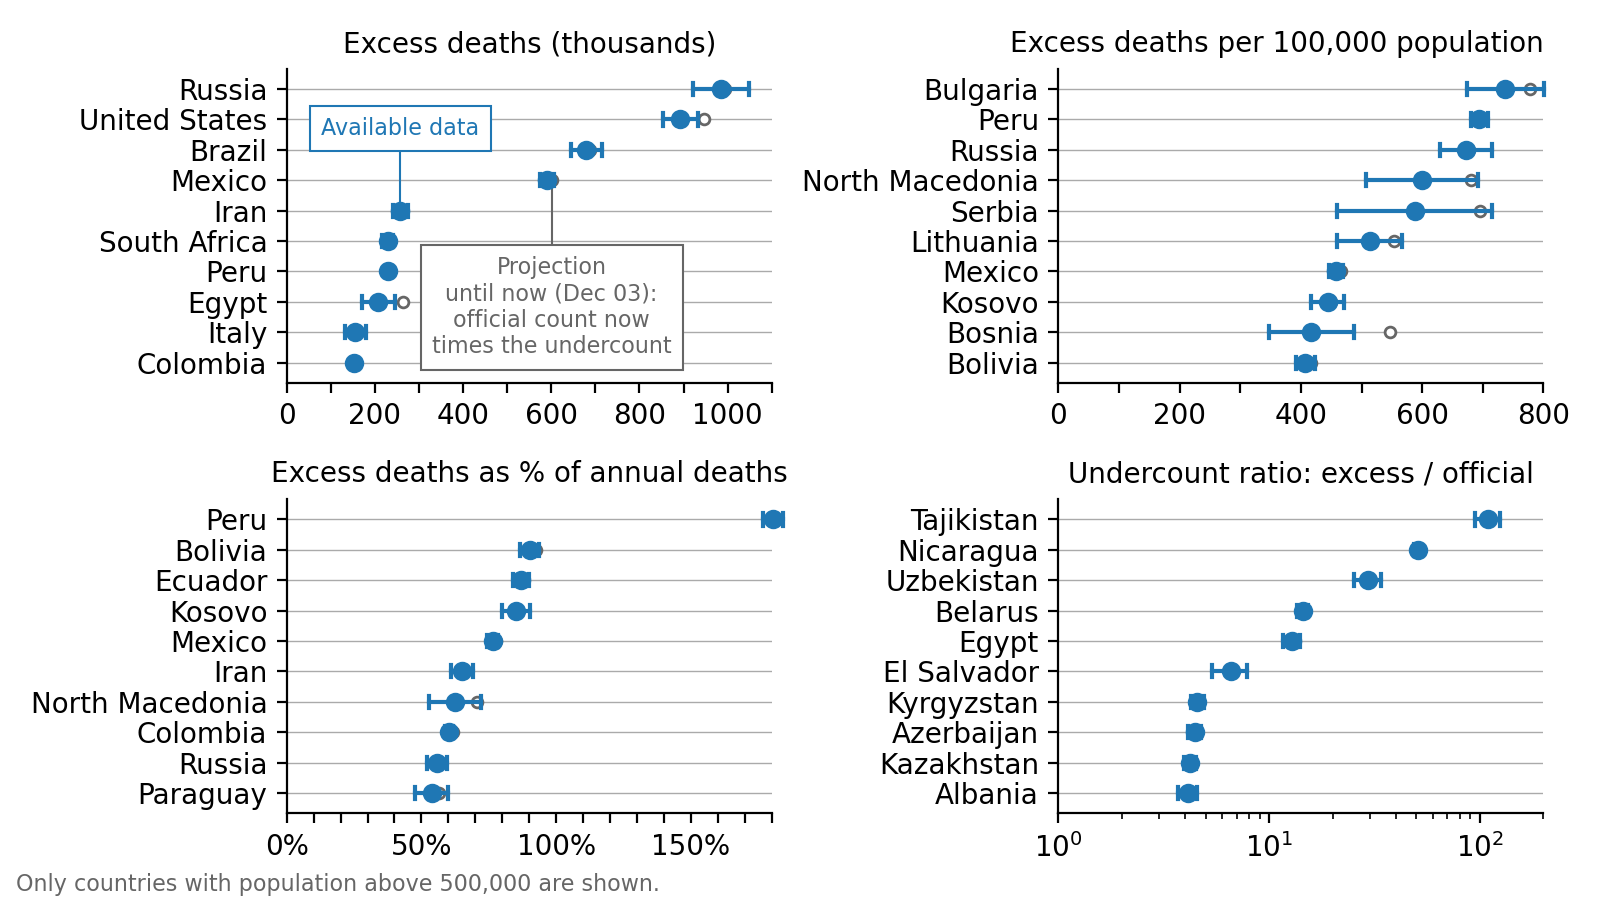 Excess deaths (thousands)
Russia
United States
Brazil
Mexico
Iran
South Africa
Peru
Egypt
Italy
Colombia
Available data
Projection
until now (Dec 03):
official count now
times the undercount
0 200 400 600 800 1000
Excess deaths per 100,000 population
Bulgaria
Peru
Russia
North Macedonia
Serbia
Lithuania
Mexico
Kosovo
Bosnia
Bolivia
0 200 400 600 800
Excess deaths as % of annual deaths
Peru
Bolivia
Ecuador
Kosovo
Mexico
Iran
North Macedonia
Colombia
Russia
Paraguay
0% 50% 100% 150%
Undercount ratio: excess / official
Tajikistan
Nicaragua
Uzbekistan
Belarus
Egypt
El Salvador
Kyrgyzstan
Azerbaijan
Kazakhstan
Albania
10⁰ 10¹ 10²
Only countries with population above 500,000 are shown.